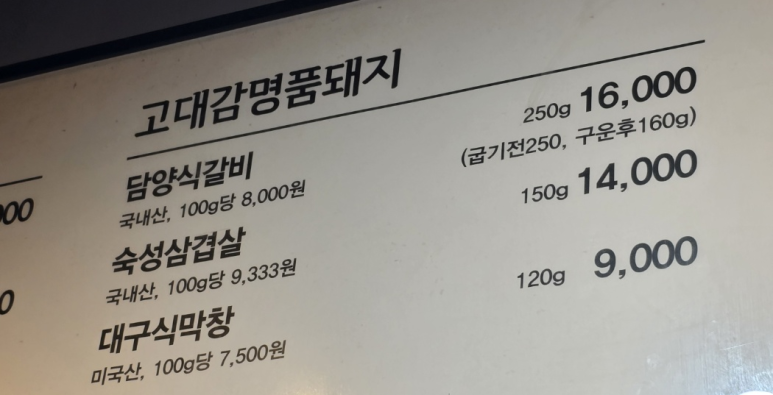 고대감명품돼지
담양식갈비 250g 16,000
국내산, 100g당 8,000원 (굽기전250, 구운후160g)
숙성삼겹살 150g 14,000
국내산, 100g당 9,333원
대구식막창 120g 9,000
미국산, 100g당 7,500원
00
0